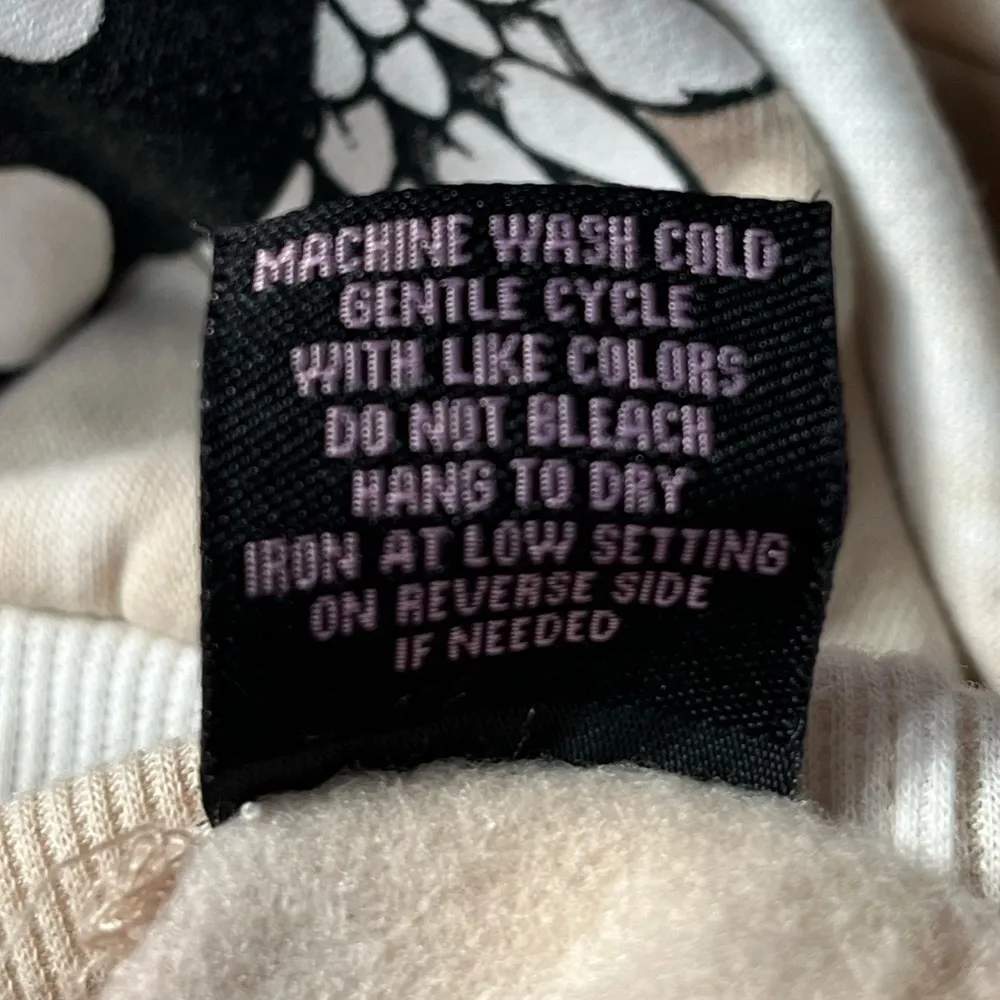 MACHINE WASH COLD
GENTLE CYCLE
WITH LIKE COLORS
DO NOT BLEACH
HANG TO DRY
IRON AT LOW SETTING
ON REVERSE SIDE
IF NEEDED